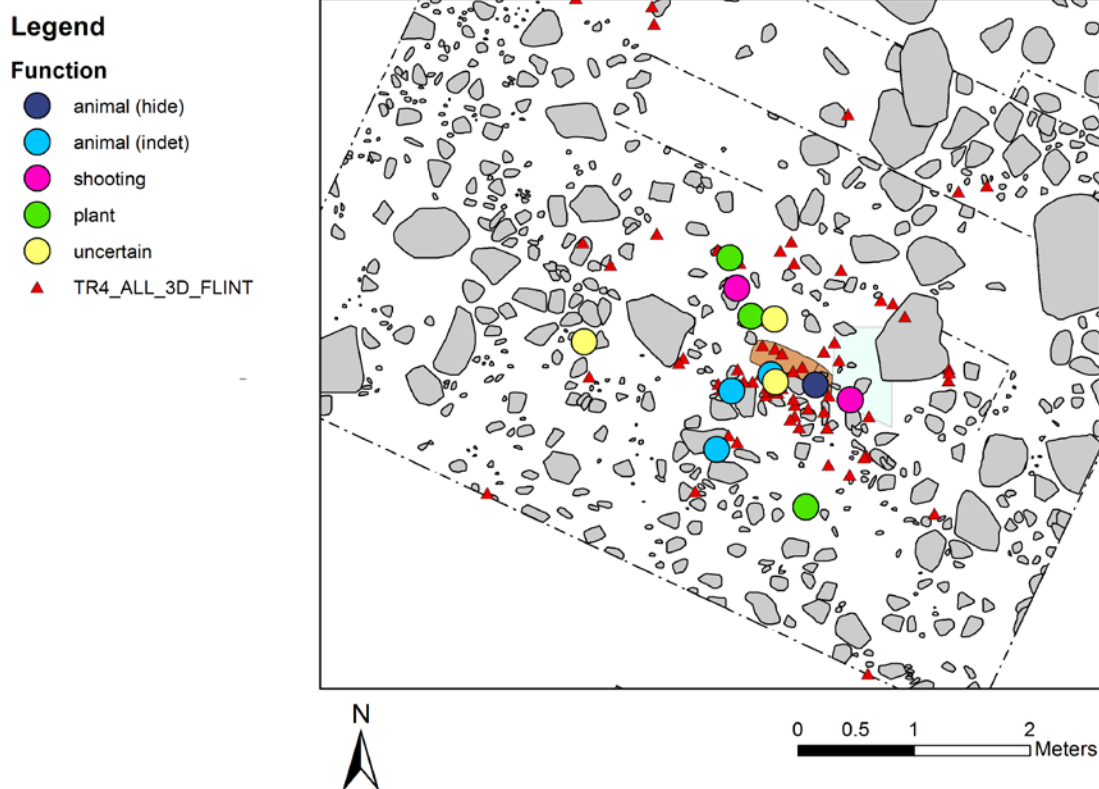 Legend
Function
animal (hide)
animal (indet)
shooting
plant
uncertain
TR4_ALL_3D_FLINT
N
0 0.5 1 2
Meters